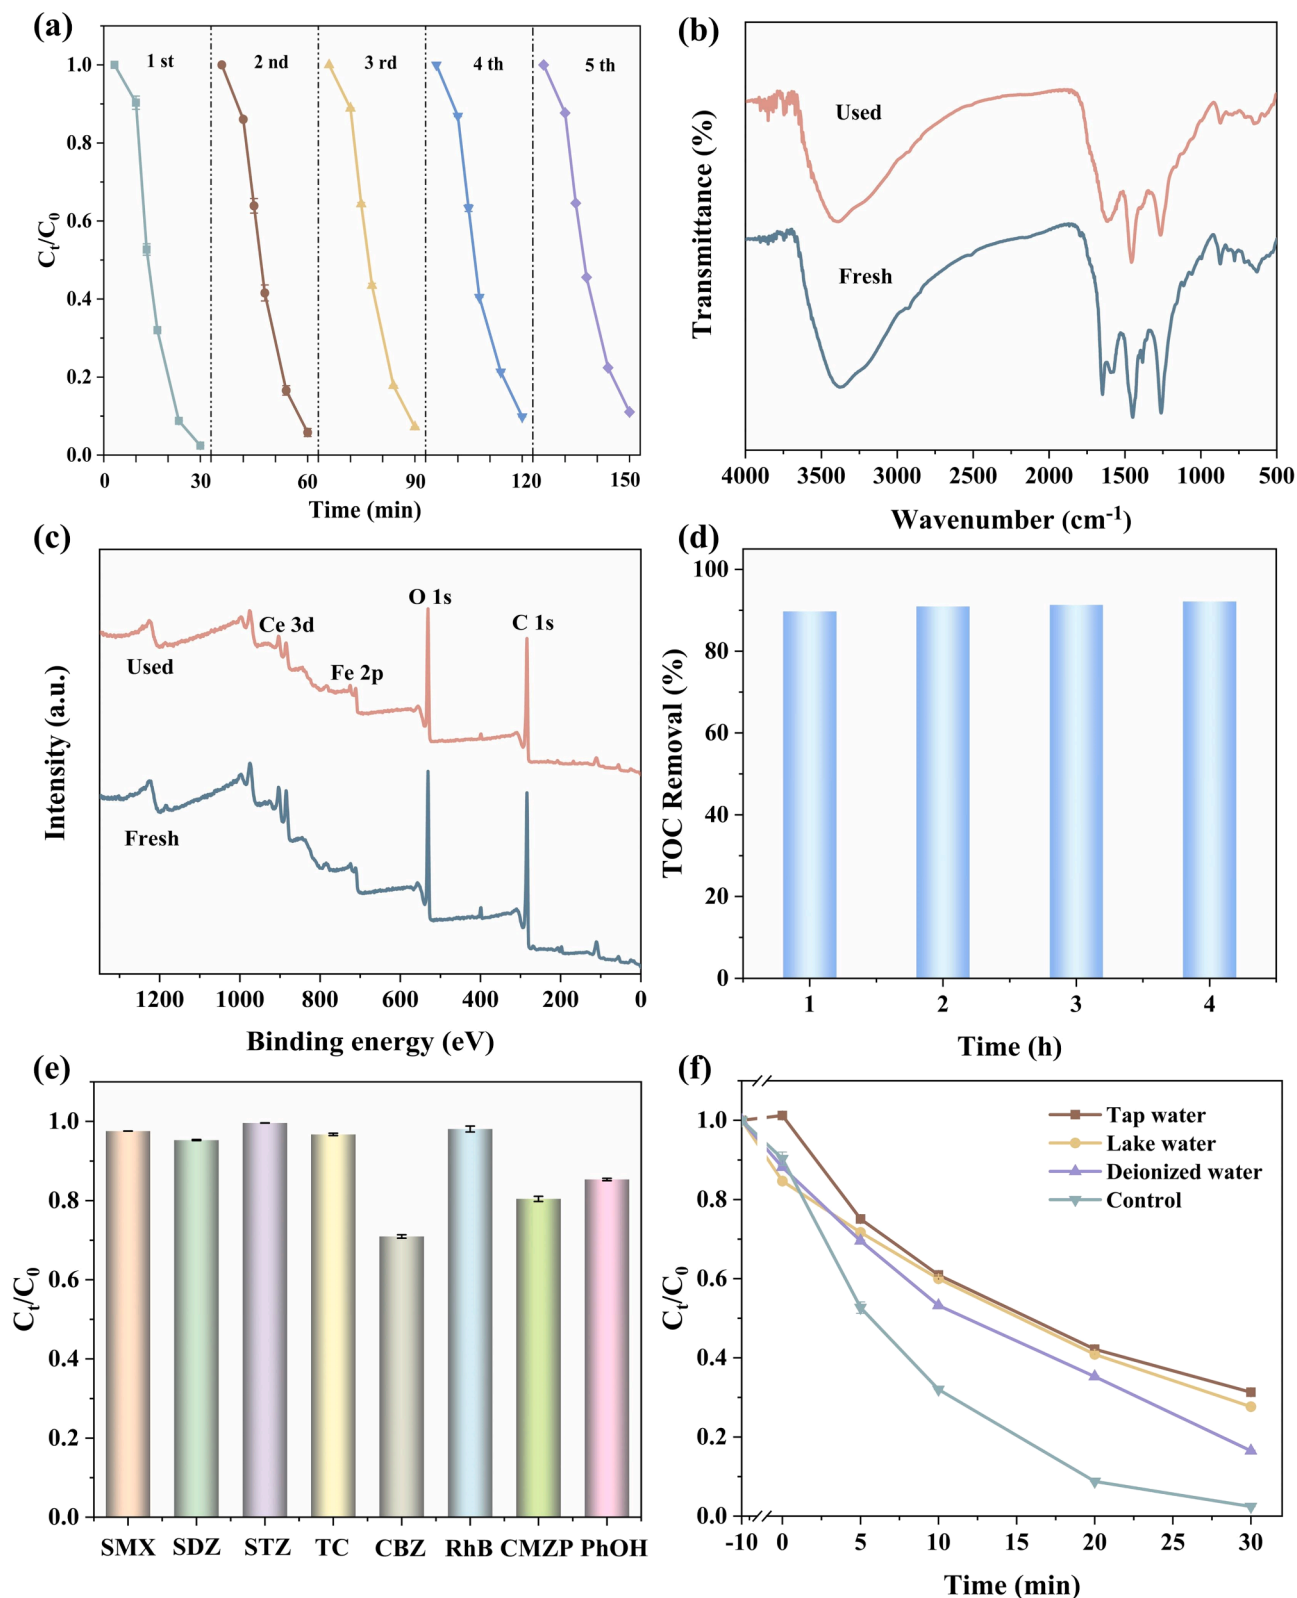 (a)
1 st
2 nd
3 rd
4 th
5 th
1.0
0.8
0.6
0.4
0.2
0.0
C_t/C_0
0
30
60
90
120
150
Time (min)
(b)
Used
Fresh
Transmittance (%)
4000
3500
3000
2500
2000
1500
1000
500
Wavenumber (cm⁻¹)
(c)
O 1s
C 1s
Ce 3d
Fe 2p
Used
Fresh
Intensity (a.u.)
1200
1000
800
600
400
200
0
Binding energy (eV)
(d)
100
80
60
40
20
0
TOC Removal (%)
1
2
3
4
Time (h)
(e)
1.0
0.8
0.6
0.4
0.2
0.0
C_t/C_0
SMX
SDZ
STZ
TC
CBZ
RhB
CMZP
PhOH
(f)
Tap water
Lake water
Deionized water
Control
1.0
0.8
0.6
0.4
0.2
0.0
C_t/C_0
-10
0
5
10
15
20
25
30
Time (min)